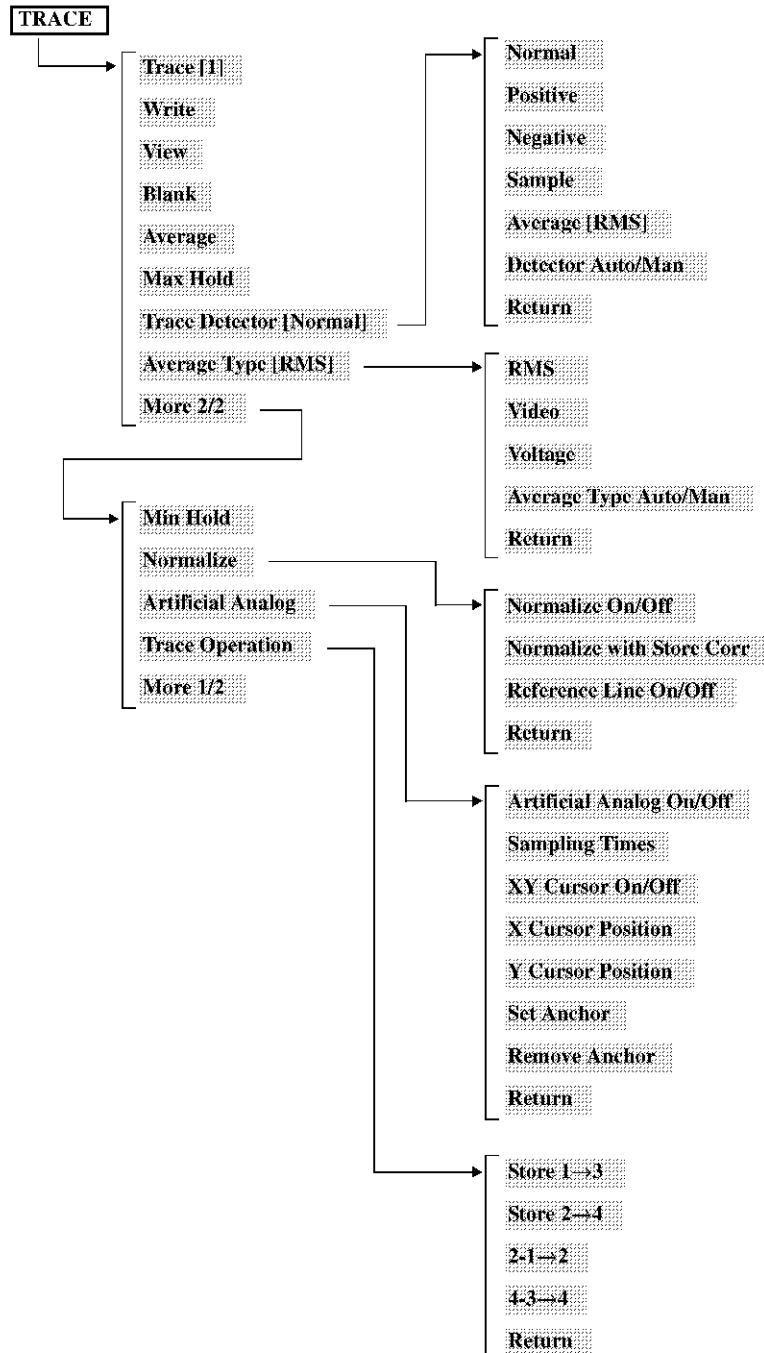 TRACE
Trace [1]
Write
View
Blank
Average
Max Hold
Trace Detector [Normal]
Average Type [RMS]
More 2/2
Normal
Positive
Negative
Sample
Average [RMS]
Detector Auto/Man
Return
RMS
Video
Voltage
Average Type Auto/Man
Return
Min Hold
Normalize
Artificial Analog
Trace Operation
More 1/2
Normalize On/Off
Normalize with Store Corr
Reference Line On/Off
Return
Artificial Analog On/Off
Sampling Times
XY Cursor On/Off
X Cursor Position
Y Cursor Position
Set Anchor
Remove Anchor
Return
Store 1→3
Store 2→4
2-1→2
4-3→4
Return